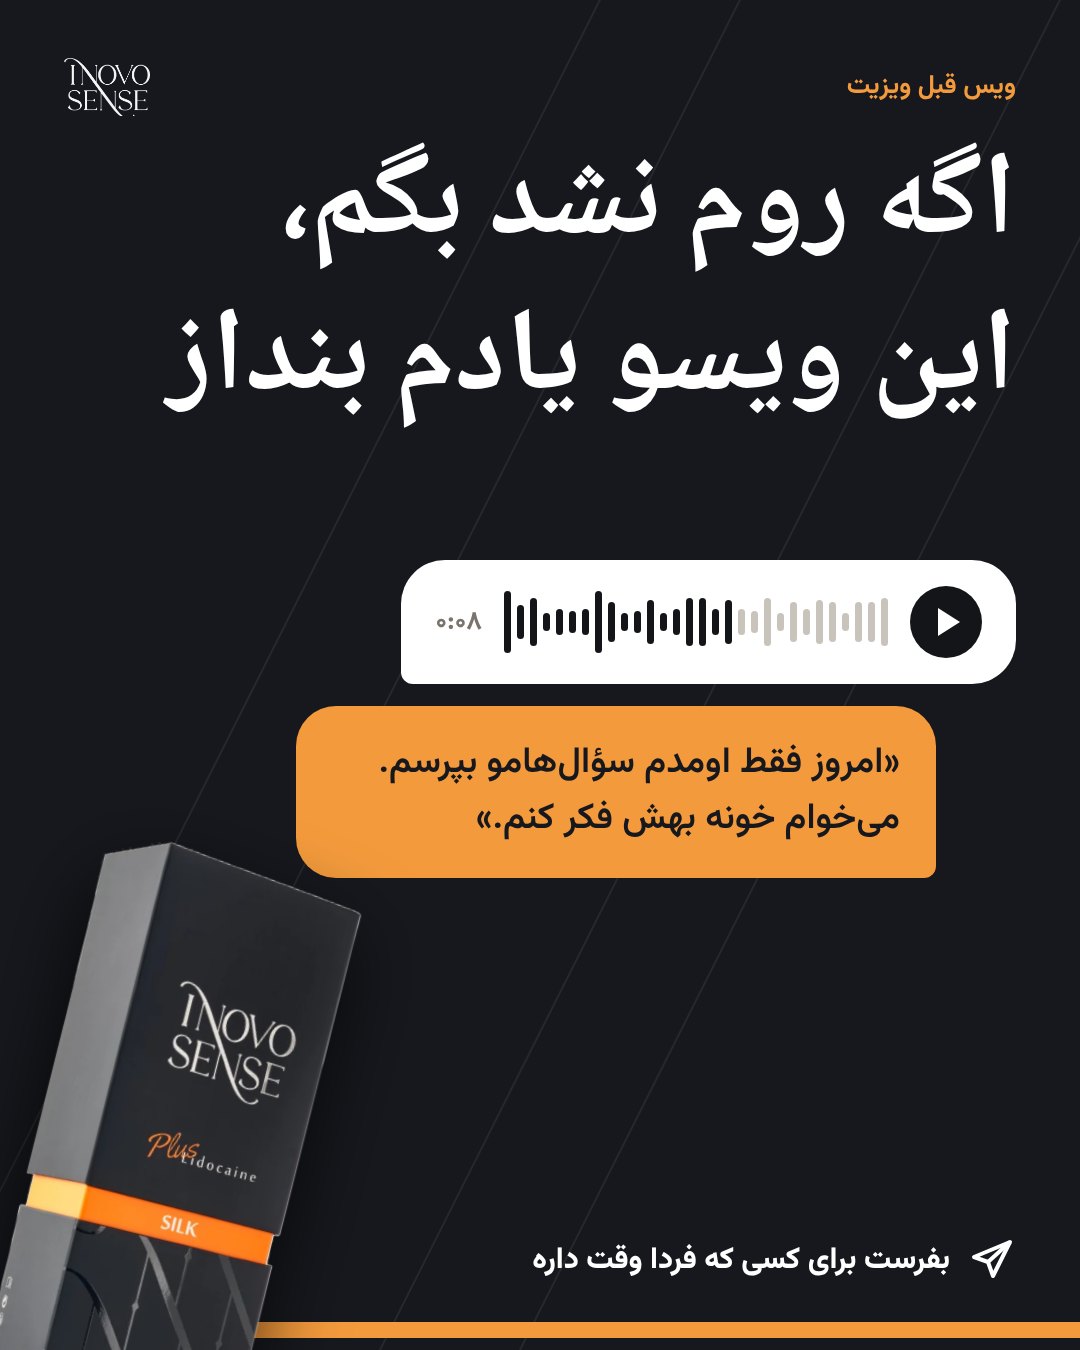 INOVO
SENSE
ویس قبل ویزیت
اگه روم نشد بگم،
این ویسو یادم بنداز
۰:۰۸
«امروز فقط اومدم سؤال‌هامو بپرسم.
می‌خوام خونه بهش فکر کنم.»
INOVO
SENSE
Plus
Lidocaine
SILK
بفرست برای کسی که فردا وقت داره